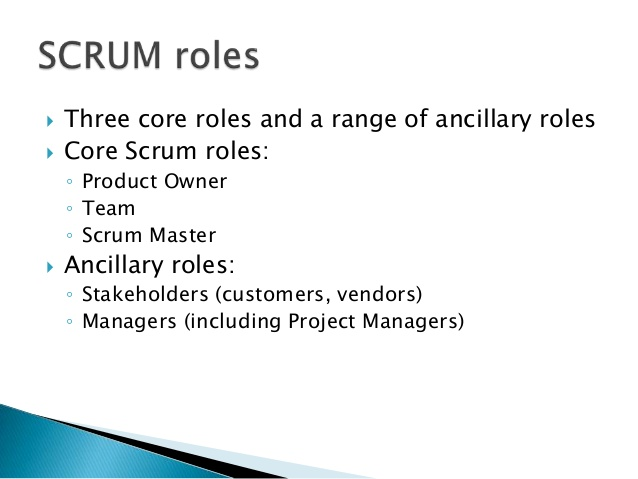 SCRUM roles
Three core roles and a range of ancillary roles
Core Scrum roles:
Product Owner
Team
Scrum Master
Ancillary roles:
Stakeholders (customers, vendors)
Managers (including Project Managers)